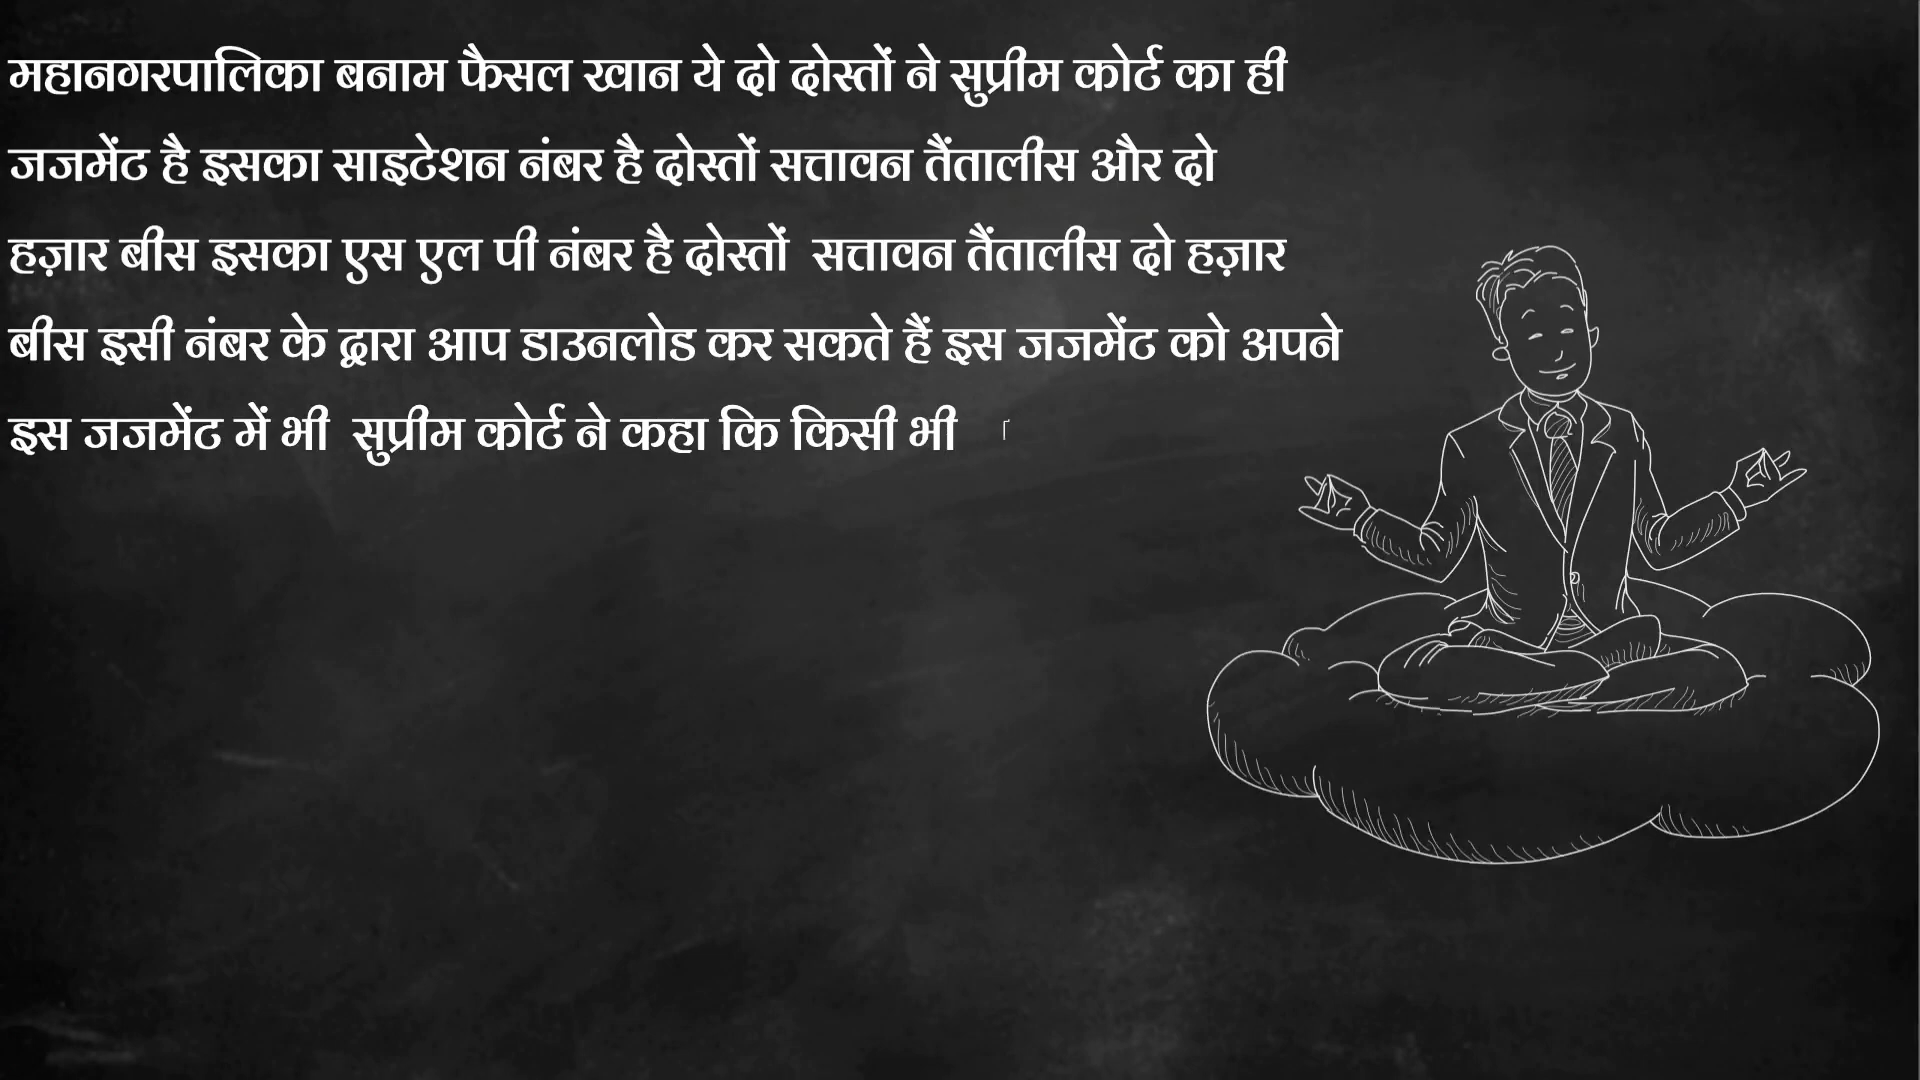 महानगरपालिका बनाम फैसल खान ये दो दोस्तों ने सुप्रीम कोर्ट का ही
जजमेंट है इसका साइटेशन नंबर है दोस्तों सत्तावन तैंतालीस और दो
हज़ार बीस इसका एस एल पी नंबर है दोस्तों सत्तावन तैंतालीस दो हज़ार
बीस इसी नंबर के द्वारा आप डाउनलोड कर सकते हैं इस जजमेंट को अपने
इस जजमेंट में भी सुप्रीम कोर्ट ने कहा कि किसी भी